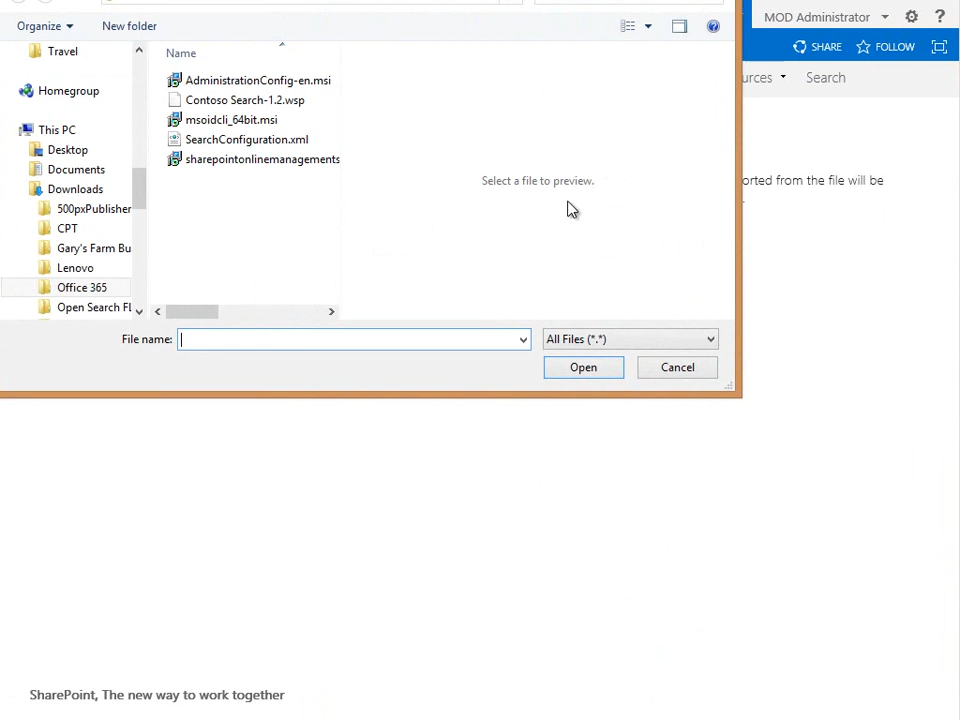 MOD Administrator
?
Organize
New folder
SHARE
FOLLOW
Travel
Name
Search
Homegroup
AdministrationConfig-en.msi
Contoso Search-1.2.wsp
msoidcli_64bit.msi
SearchConfiguration.xml
sharepointonlinemanagements
This PC
Desktop
Documents
Downloads
500pxPublisher
CPT
Gary's Farm Bu
Lenovo
Office 365
Open Search FL
Select a file to preview.
orted from the file will be
File name:
All Files (*.*)
Open
Cancel
SharePoint, The new way to work together